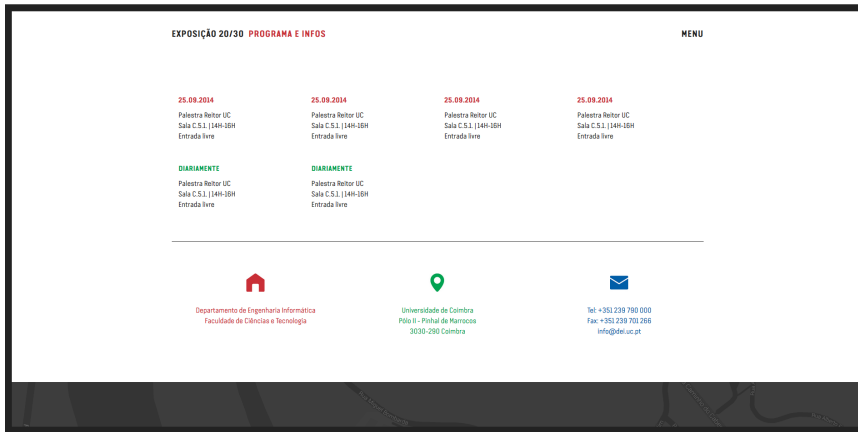 EXPOSIÇÃO 20/30 PROGRAMA E INFOS
MENU
25.09.2014
Palestra Reitor UC
Sala C.5.1. | 14H-16H
Entrada livre
25.09.2014
Palestra Reitor UC
Sala C.5.1. | 14H-16H
Entrada livre
25.09.2014
Palestra Reitor UC
Sala C.5.1. | 14H-16H
Entrada livre
25.09.2014
Palestra Reitor UC
Sala C.5.1. | 14H-16H
Entrada livre
DIARIAMENTE
Palestra Reitor UC
Sala C.5.1. | 14H-16H
Entrada livre
DIARIAMENTE
Palestra Reitor UC
Sala C.5.1. | 14H-16H
Entrada livre
Departamento de Engenharia Informática
Faculdade de Ciências e Tecnologia
Universidade de Coimbra
Pólo II - Pinhal de Marrocos
3030-290 Coimbra
Tel: +351 239 790 000
Fax: +351 239 701 266
info@dei.uc.pt